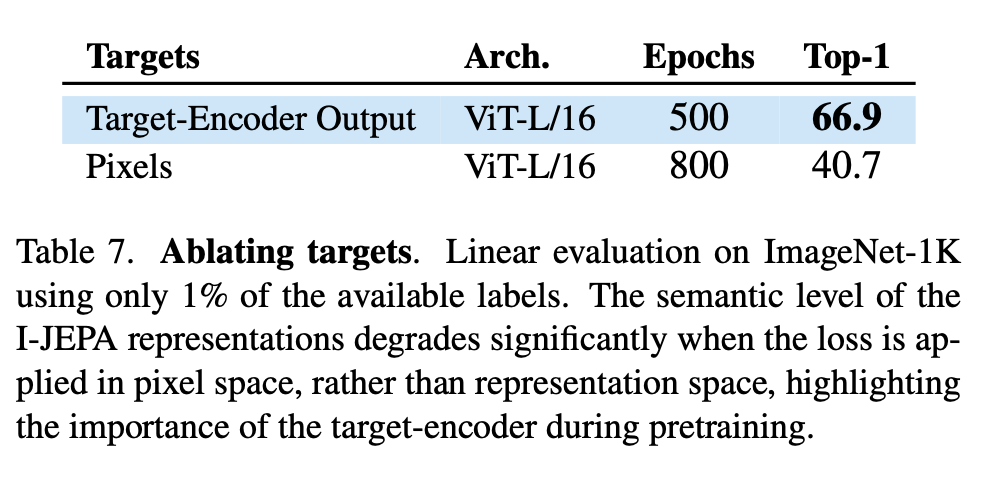 Targets Arch. Epochs Top-1
Target-Encoder Output ViT-L/16 500 66.9
Pixels ViT-L/16 800 40.7
Table 7. Ablating targets. Linear evaluation on ImageNet-1K
using only 1% of the available labels. The semantic level of the
I-JEPA representations degrades significantly when the loss is ap-
plied in pixel space, rather than representation space, highlighting
the importance of the target-encoder during pretraining.